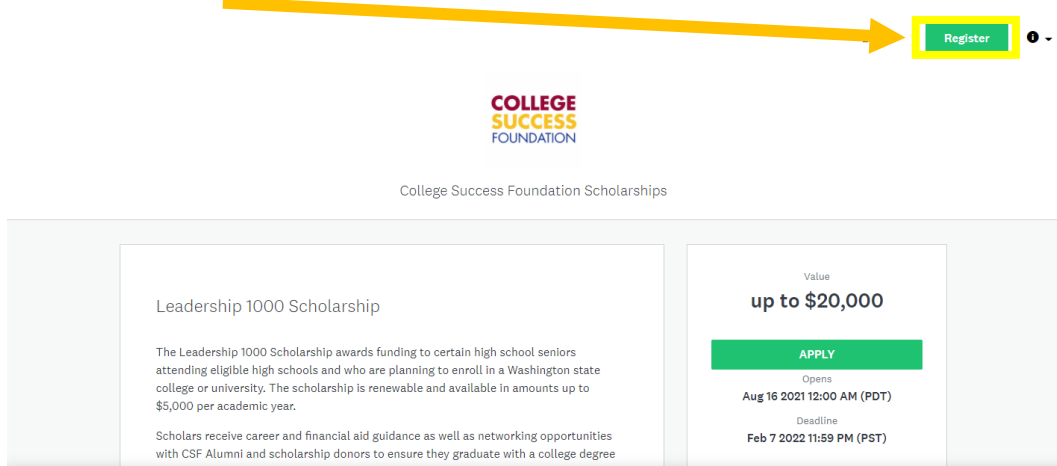 Register
COLLEGE
SUCCESS
FOUNDATION
College Success Foundation Scholarships
Leadership 1000 Scholarship
The Leadership 1000 Scholarship awards funding to certain high school seniors
attending eligible high schools and who are planning to enroll in a Washington state
college or university. The scholarship is renewable and available in amounts up to
$5,000 per academic year.
Scholars receive career and financial aid guidance as well as networking opportunities
with CSF Alumni and scholarship donors to ensure they graduate with a college degree
Value
up to $20,000
APPLY
Opens
Aug 16 2021 12:00 AM (PDT)
Deadline
Feb 7 2022 11:59 PM (PST)